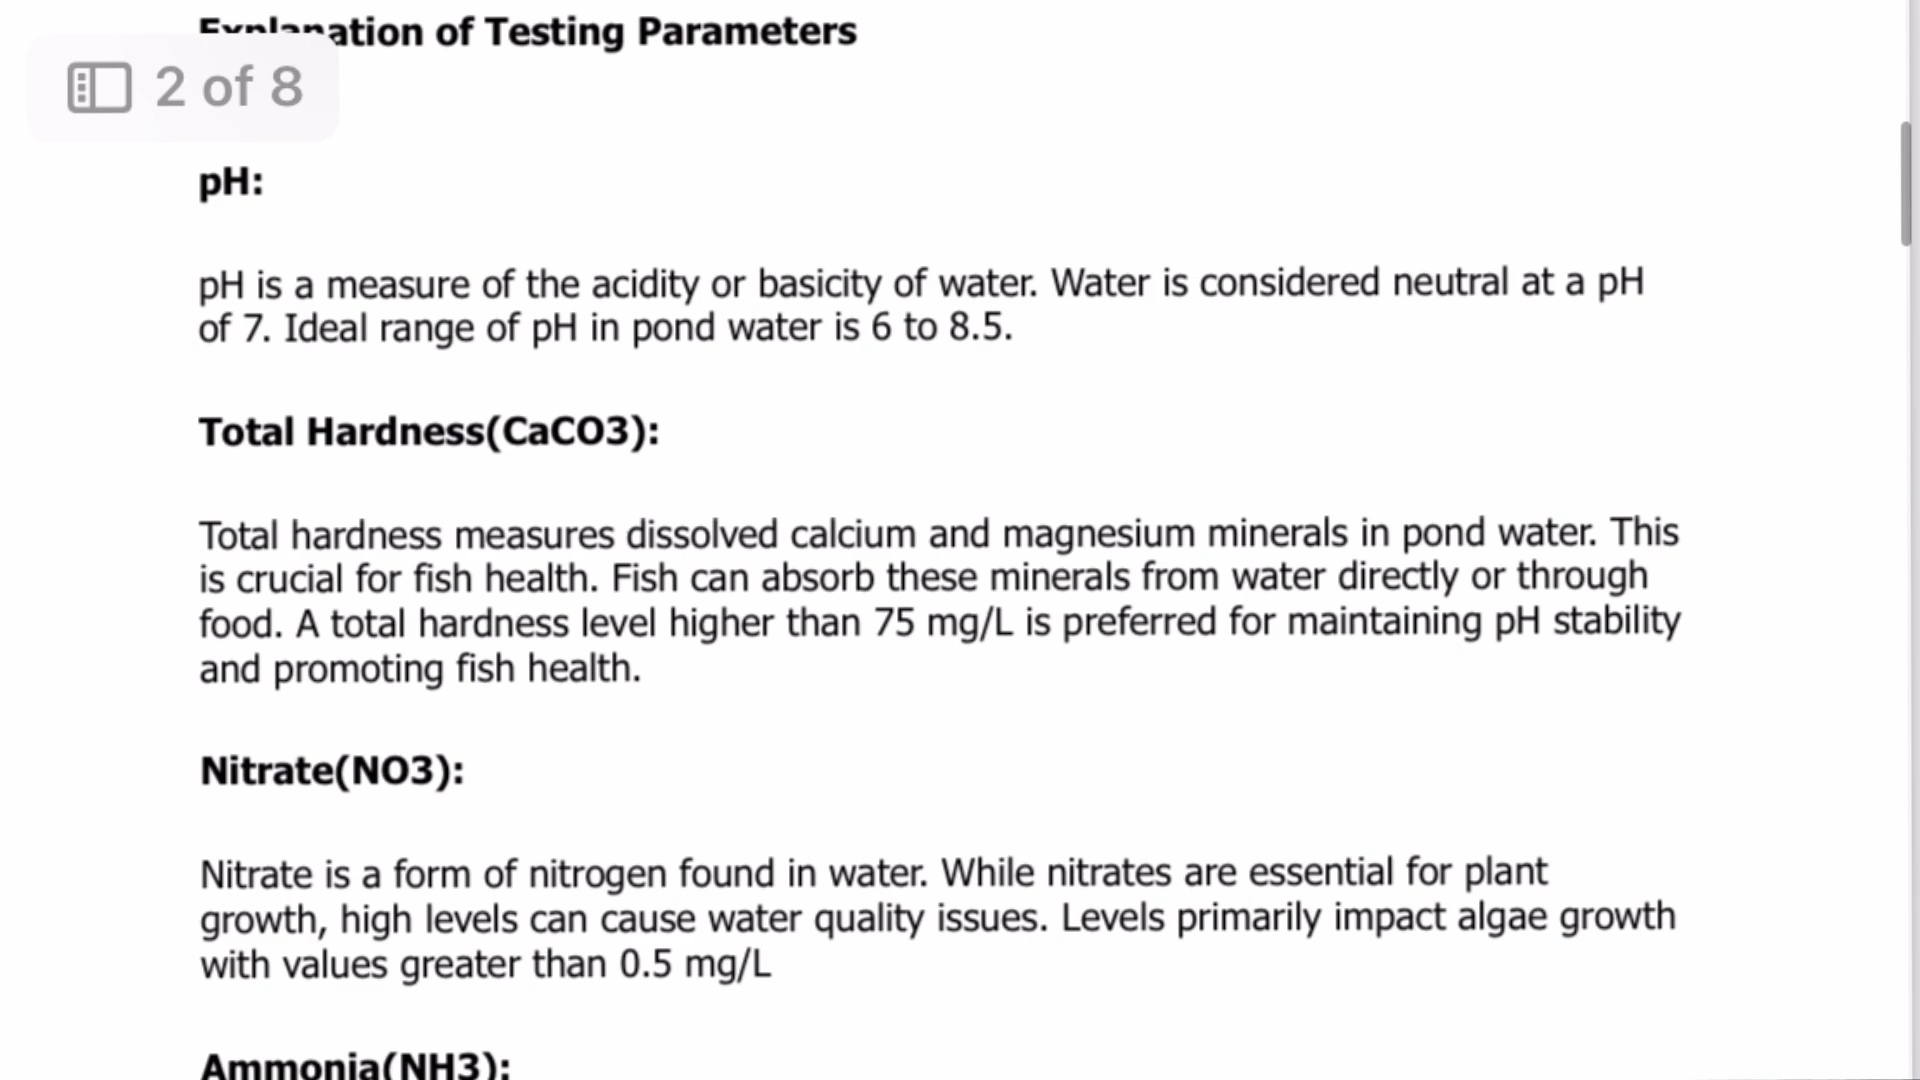 Explanation of Testing Parameters
2 of 8
pH:
pH is a measure of the acidity or basicity of water. Water is considered neutral at a pH
of 7. Ideal range of pH in pond water is 6 to 8.5.
Total Hardness(CaCO3):
Total hardness measures dissolved calcium and magnesium minerals in pond water. This
is crucial for fish health. Fish can absorb these minerals from water directly or through
food. A total hardness level higher than 75 mg/L is preferred for maintaining pH stability
and promoting fish health.
Nitrate(NO3):
Nitrate is a form of nitrogen found in water. While nitrates are essential for plant
growth, high levels can cause water quality issues. Levels primarily impact algae growth
with values greater than 0.5 mg/L
Ammonia(NH3):